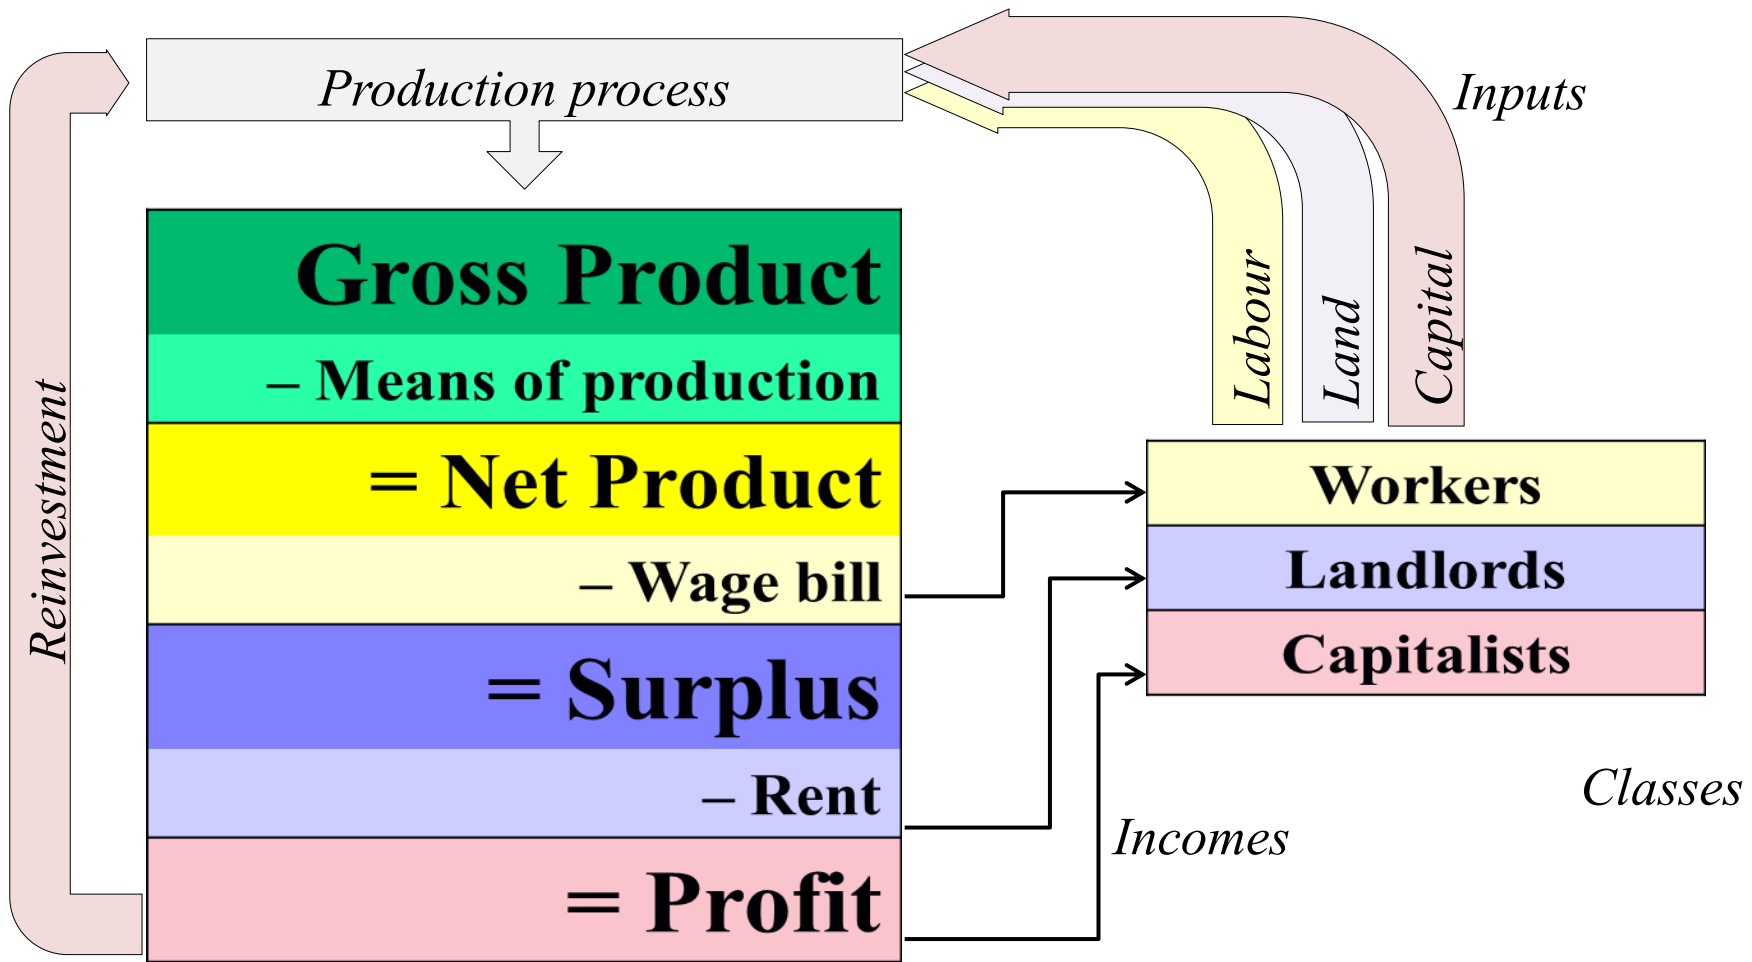 Production process
Inputs
Gross Product
– Means of production
= Net Product
– Wage bill
= Surplus
– Rent
= Profit
Reinvestment
Labour
Land
Capital
Workers
Landlords
Capitalists
Classes
Incomes